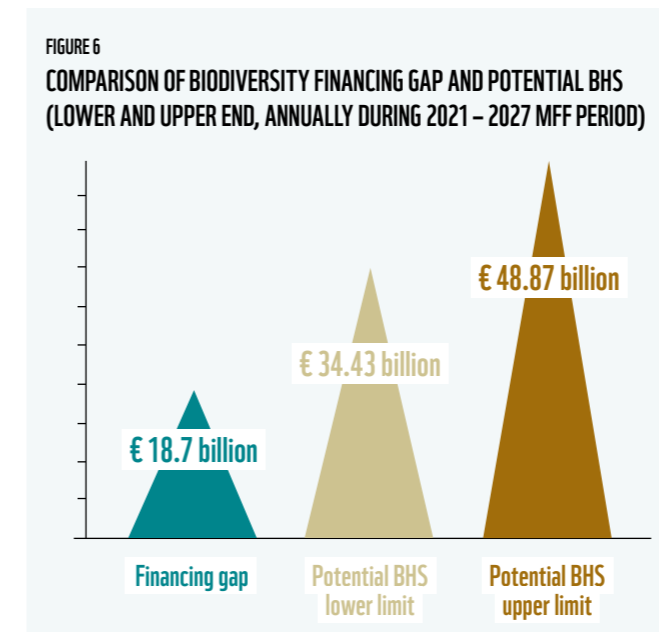 FIGURE 6
COMPARISON OF BIODIVERSITY FINANCING GAP AND POTENTIAL BHS
(LOWER AND UPPER END, ANNUALLY DURING 2021 – 2027 MFF PERIOD)
€ 48.87 billion
€ 34.43 billion
€ 18.7 billion
Financing gap
Potential BHS
lower limit
Potential BHS
upper limit